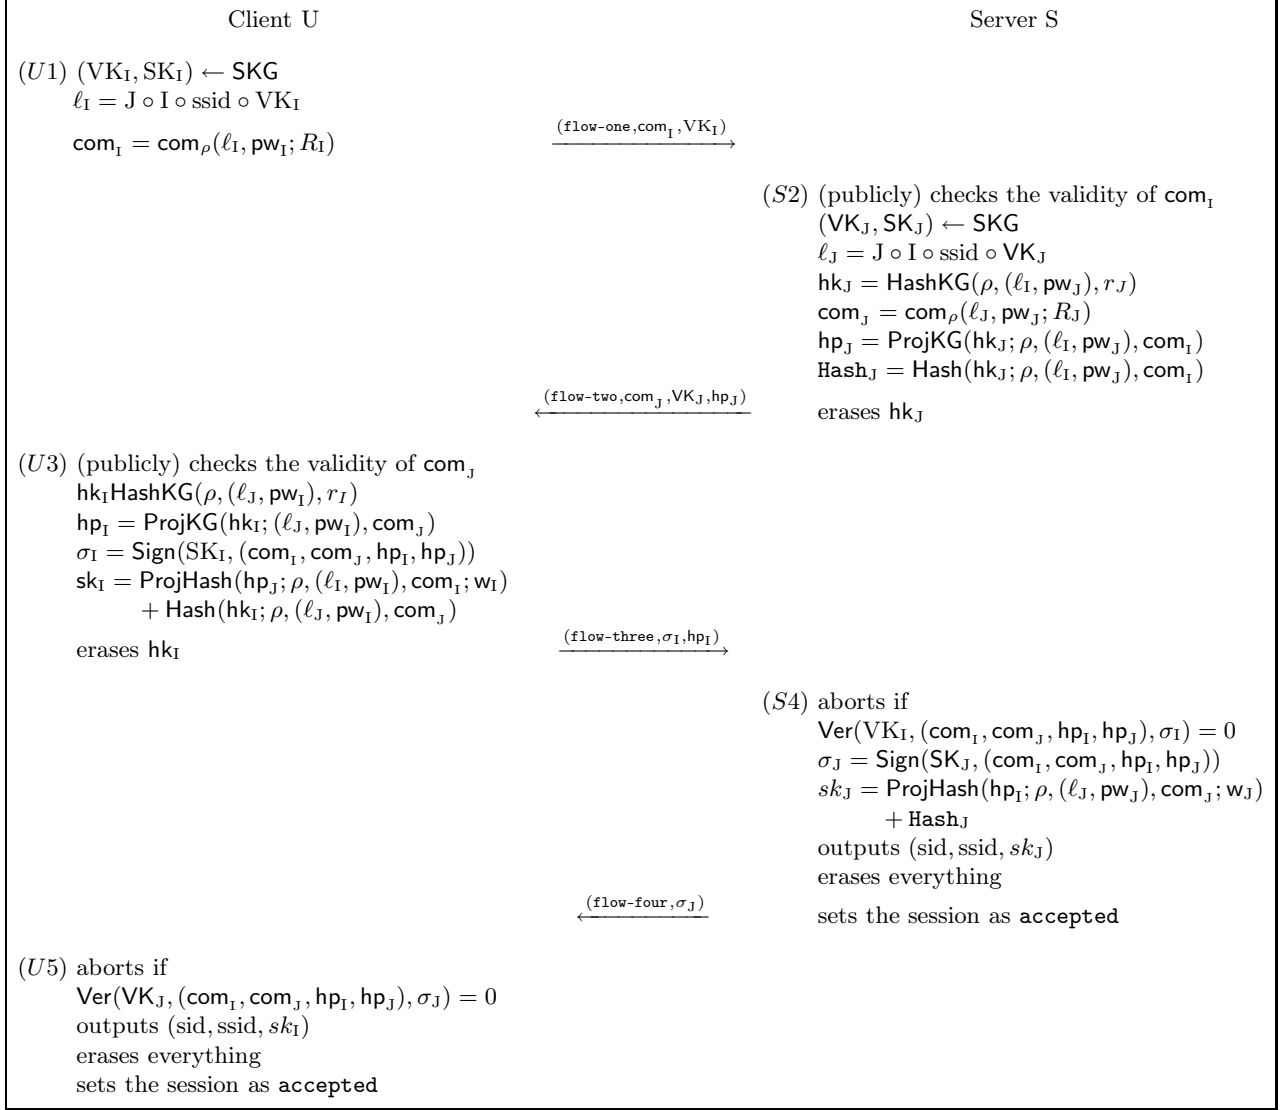 Client U
Server S
(U1) (VK_I, SK_I) ← SKG
ℓ_I = J ∘ I ∘ ssid ∘ VK_I
com_I = com_ρ(ℓ_I, pw_I; R_I)
(flow-one,com_I,VK_I)
(S2) (publicly) checks the validity of com_I
(VK_J, SK_J) ← SKG
ℓ_J = J ∘ I ∘ ssid ∘ VK_J
hk_J = HashKG(ρ, (ℓ_I, pw_J), r_J)
com_J = com_ρ(ℓ_J, pw_J; R_J)
hp_J = ProjKG(hk_J; ρ, (ℓ_I, pw_J), com_I)
Hash_J = Hash(hk_J; ρ, (ℓ_I, pw_J), com_I)
(flow-two,com_J,VK_J,hp_J)
erases hk_J
(U3) (publicly) checks the validity of com_J
hk_I HashKG(ρ, (ℓ_J, pw_I), r_I)
hp_I = ProjKG(hk_I; (ℓ_J, pw_I), com_J)
σ_I = Sign(SK_I, (com_I, com_J, hp_I, hp_J))
sk_I = ProjHash(hp_J; ρ, (ℓ_I, pw_I), com_I; w_I)
+ Hash(hk_I; ρ, (ℓ_J, pw_I), com_J)
erases hk_I
(flow-three,σ_I,hp_I)
(S4) aborts if
Ver(VK_I, (com_I, com_J, hp_I, hp_J), σ_I) = 0
σ_J = Sign(SK_J, (com_I, com_J, hp_I, hp_J))
sk_J = ProjHash(hp_I; ρ, (ℓ_J, pw_J), com_J; w_J)
+ Hash_J
outputs (sid, ssid, sk_J)
erases everything
(flow-four,σ_J)
sets the session as accepted
(U5) aborts if
Ver(VK_J, (com_I, com_J, hp_I, hp_J), σ_J) = 0
outputs (sid, ssid, sk_I)
erases everything
sets the session as accepted